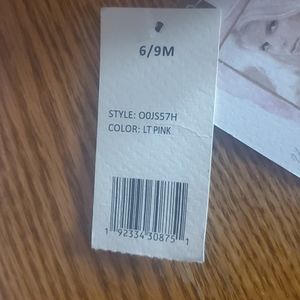 6/9M
STYLE: O0JS57H
COLOR: LT PINK
1 92334 30875 1